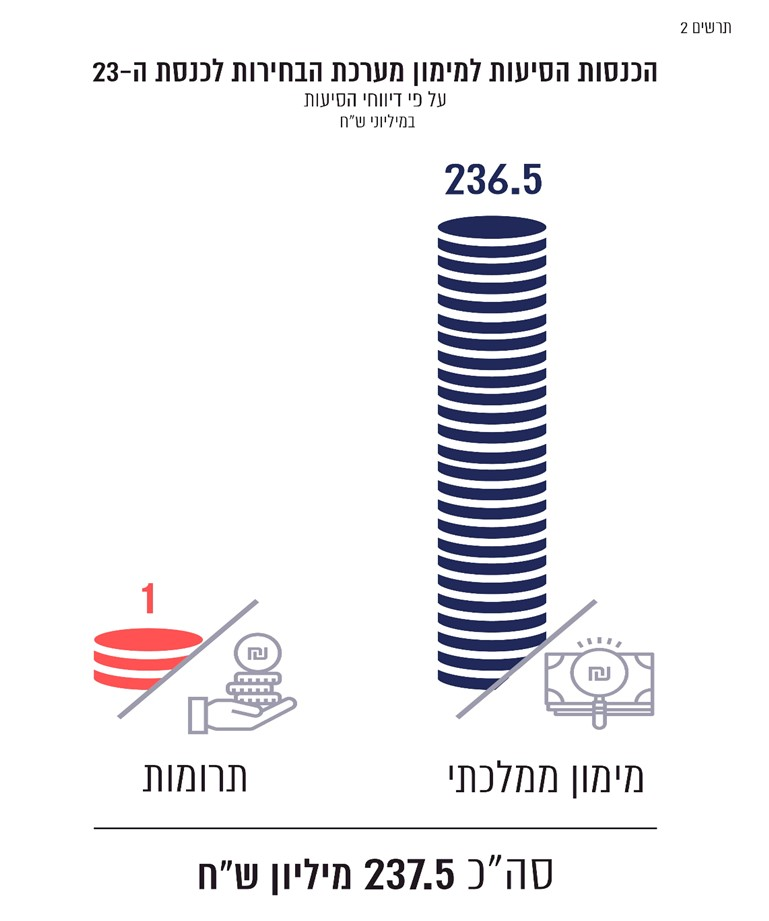 תרשים 2
הכנסות הסיעות למימון מערכת הבחירות לכנסת ה-23
על פי דיווחי הסיעות
במיליוני ש"ח
236.5
1
₪
₪
מימון ממלכתי
תרומות
סה"כ 237.5 מיליון ש"ח